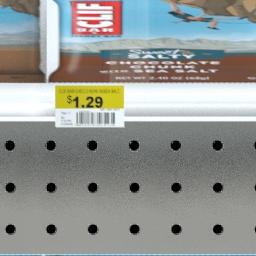 CLIF
BAR
Sweet &
SALTY
CHOCOLATE
CHUNK
WITH SEA SALT
NET WT. 2.40 OZ (68g)
$1.29